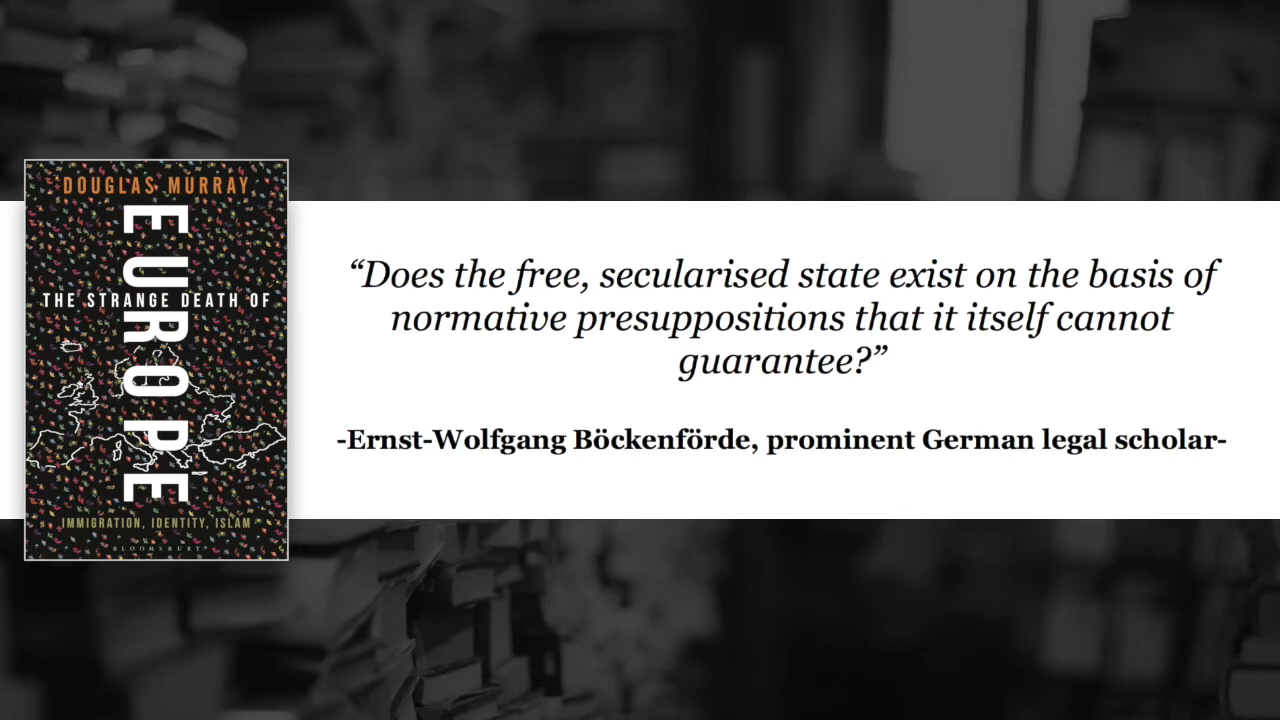 DOUGLAS MURRAY
THE STRANGE DEATH OF
EUROPE
IMMIGRATION, IDENTITY, ISLAM
BLOOMSBURY
“Does the free, secularised state exist on the basis of
normative presuppositions that it itself cannot
guarantee?”
-Ernst-Wolfgang Böckenförde, prominent German legal scholar-